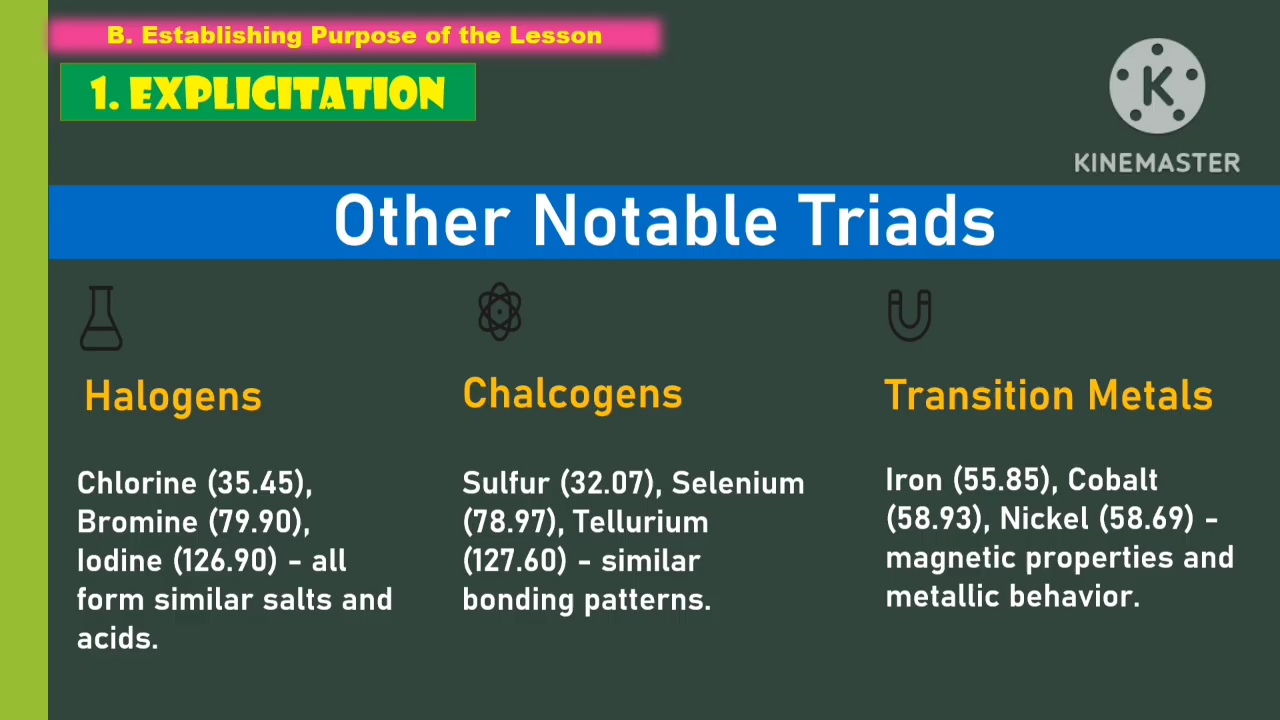 B. Establishing Purpose of the Lesson
1. EXPLICITATION
K
KINEMASTER
Other Notable Triads
Halogens
Chlorine (35.45),
Bromine (79.90),
Iodine (126.90) - all
form similar salts and
acids.
Chalcogens
Sulfur (32.07), Selenium
(78.97), Tellurium
(127.60) - similar
bonding patterns.
Transition Metals
Iron (55.85), Cobalt
(58.93), Nickel (58.69) -
magnetic properties and
metallic behavior.